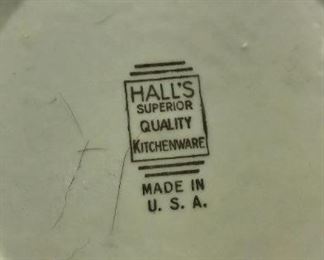 HALL'S
SUPERIOR
QUALITY
KITCHENWARE
MADE IN
U. S. A.